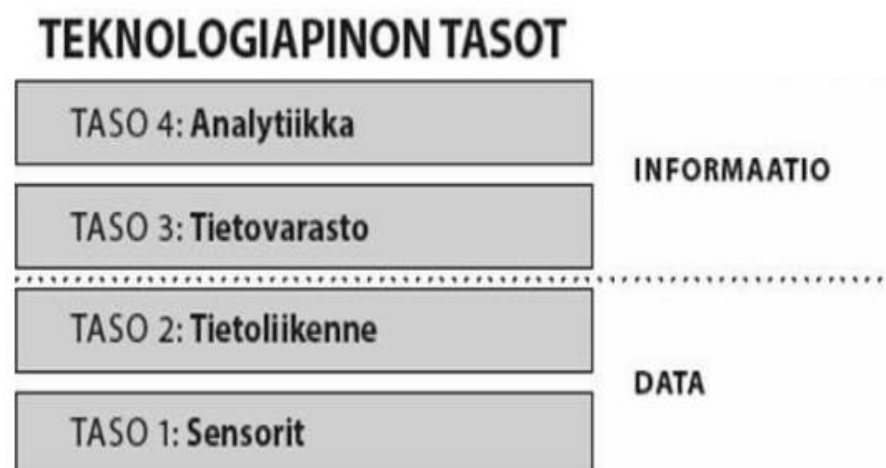 TEKNOLOGIAPINON TASOT
TASO 4: Analytiikka
INFORMAATIO
TASO 3: Tietovarasto
TASO 2: Tietoliikenne
DATA
TASO 1: Sensorit